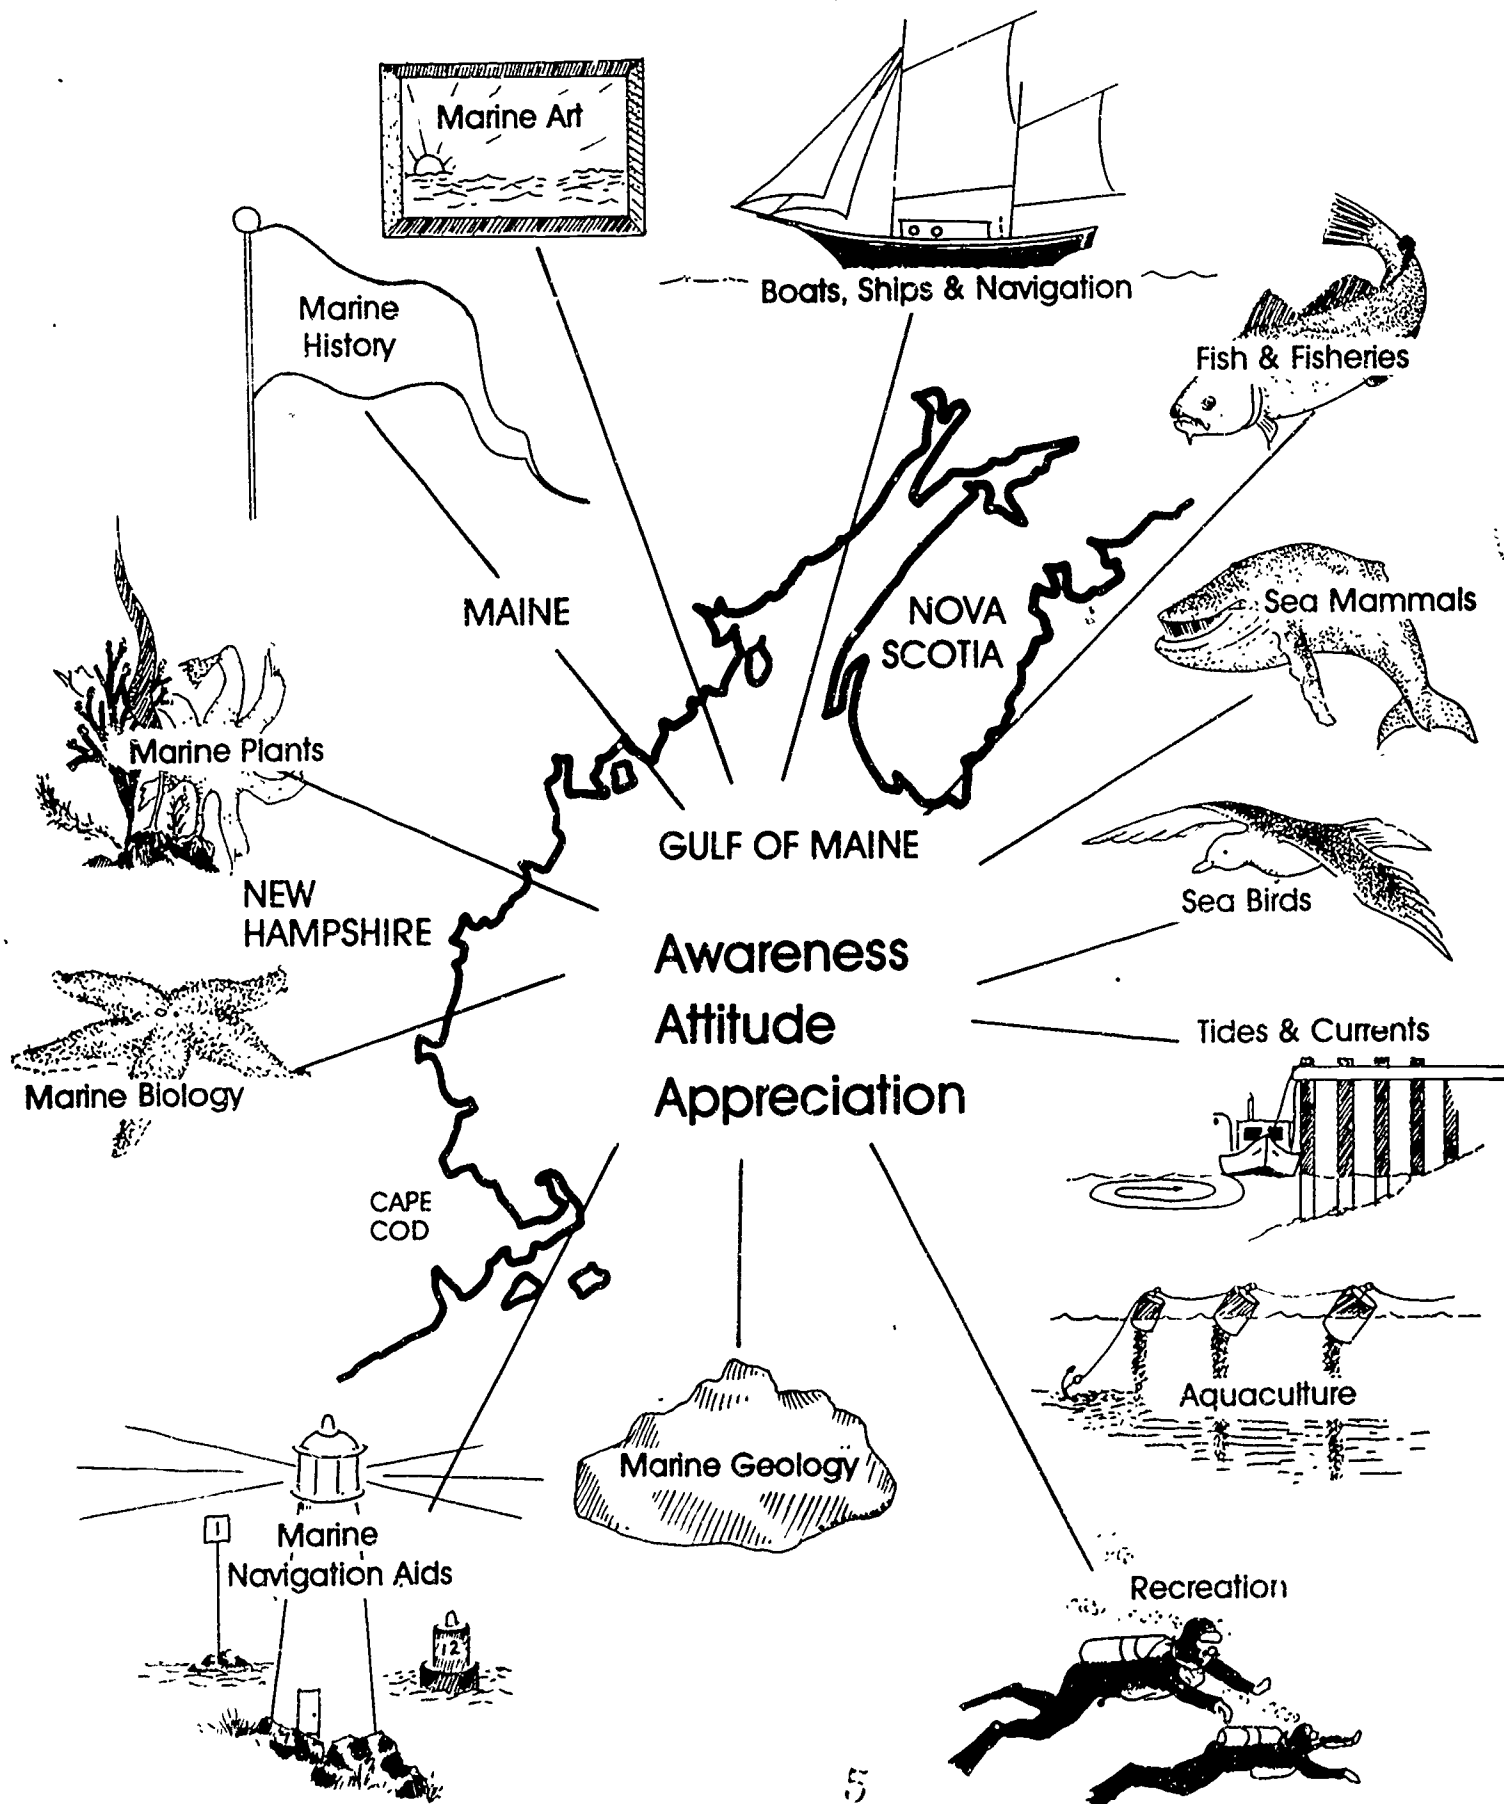 Marine Art
Boats, Ships & Navigation
Marine
History
Fish & Fisheries
MAINE
NOVA
SCOTIA
Sea Mammals
Marine Plants
GULF OF MAINE
NEW
HAMPSHIRE
Sea Birds
Awareness
Attitude
Appreciation
Tides & Currents
Marine Biology
CAPE
COD
Aquaculture
Marine Geology
1
Marine
Navigation Aids
12
Recreation
5